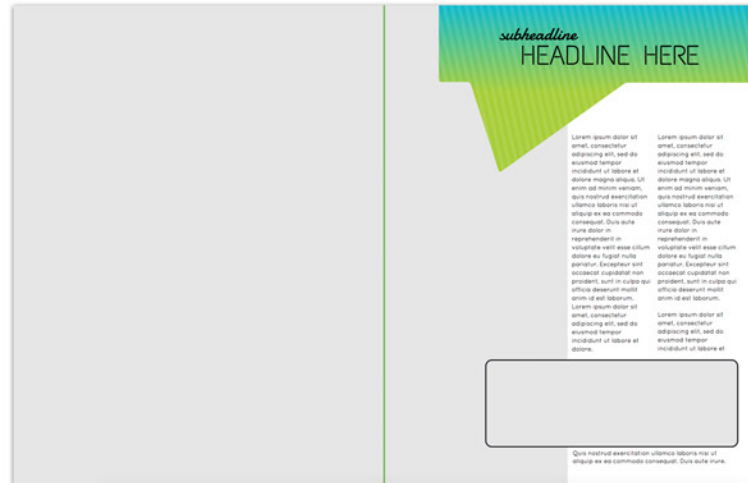 subheadline
HEADLINE HERE
Lorem ipsum dolor sit
amet, consectetur
adipiscing elit, sed do
eiusmod tempor
incididunt ut labore et
dolore magna aliqua. Ut
enim ad minim veniam,
quis nostrud exercitation
ullamco laboris nisi ut
aliquip ex ea commodo
consequat. Duis aute
irure dolor in
reprehenderit in
voluptate velit esse cillum
dolore eu fugiat nulla
pariatur. Excepteur sint
occaecat cupidatat non
proident, sunt in culpa qui
officia deserunt mollit
anim id est laborum.
Lorem ipsum dolor sit
amet, consectetur
adipiscing elit, sed do
eiusmod tempor
incididunt ut labore et
dolore.
Lorem ipsum dolor sit
amet, consectetur
adipiscing elit, sed do
eiusmod tempor
incididunt ut labore et
dolore magna aliqua. Ut
enim ad minim veniam,
quis nostrud exercitation
ullamco laboris nisi ut
aliquip ex ea commodo
consequat. Duis aute
irure dolor in
reprehenderit in
voluptate velit esse cillum
dolore eu fugiat nulla
pariatur. Excepteur sint
occaecat cupidatat non
proident, sunt in culpa qui
officia deserunt mollit
anim id est laborum.
Lorem ipsum dolor sit
amet, consectetur
adipiscing elit, sed do
eiusmod tempor
incididunt ut labore et
Quis nostrud exercitation ullamco laboris nisi ut
aliquip ex ea commodo consequat. Duis aute irure.